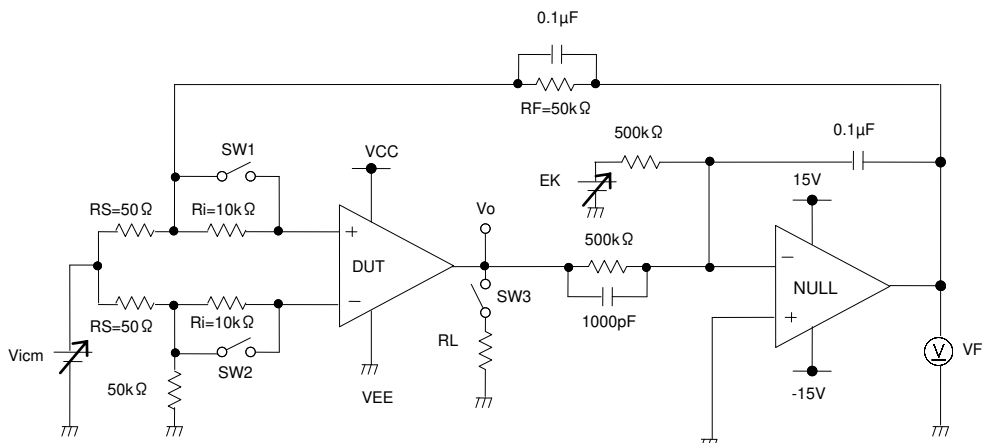 0.1μF
RF=50kΩ
500kΩ
0.1μF
SW1
VCC
EK
15V
RS=50Ω
Ri=10kΩ
Vo
500kΩ
+
DUT
−
−
NULL
+
RS=50Ω
Ri=10kΩ
SW3
1000pF
Vicm
SW2
RL
V
VF
50kΩ
VEE
-15V